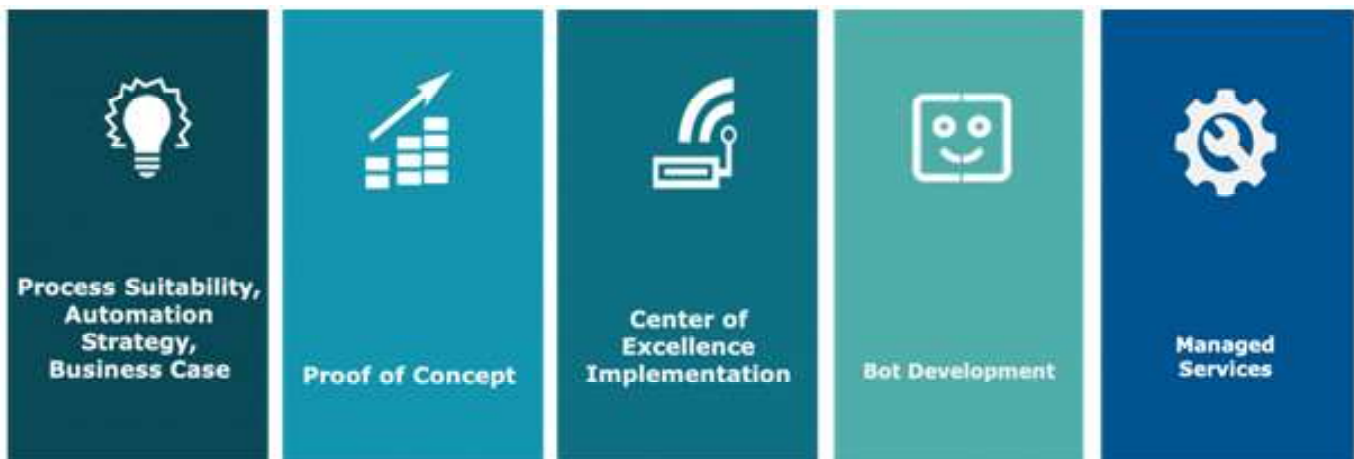 Process Suitability,
Automation
Strategy,
Business Case
Proof of Concept
Center of
Excellence
Implementation
Bot Development
Managed
Services